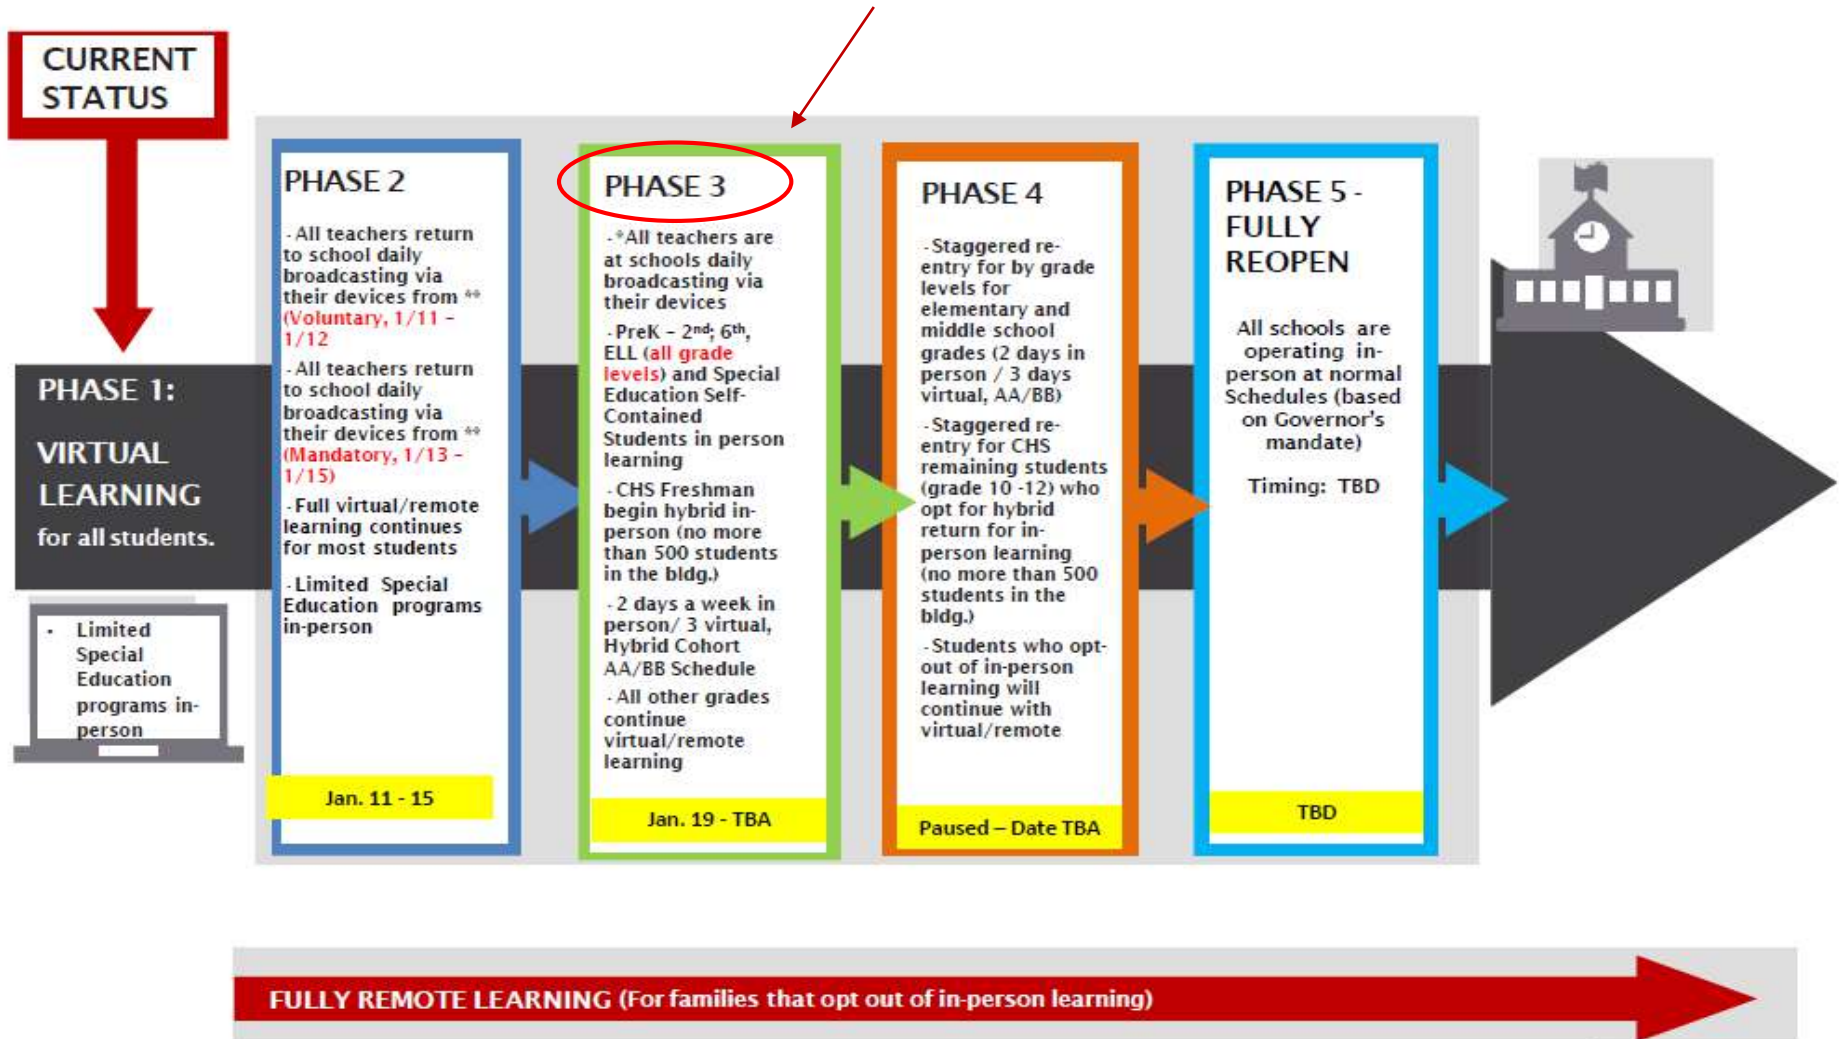 CURRENT
STATUS
PHASE 1:
VIRTUAL
LEARNING
for all students.
· Limited
Special
Education
programs in-
person
PHASE 2
- All teachers return
to school daily
broadcasting via
their devices from **
(Voluntary, 1/11 –
1/12
- All teachers return
to school daily
broadcasting via
their devices from **
(Mandatory, 1/13 –
1/15)
- Full virtual/remote
learning continues
for most students
- Limited Special
Education programs
in-person
Jan. 11 - 15
PHASE 3
- *All teachers are
at schools daily
broadcasting via
their devices
- PreK – 2nd; 6th,
ELL (all grade
levels) and Special
Education Self-
Contained
Students in person
learning
- CHS Freshman
begin hybrid in-
person (no more
than 500 students
in the bldg.)
- 2 days a week in
person/ 3 virtual,
Hybrid Cohort
AA/BB Schedule
- All other grades
continue
virtual/remote
learning
Jan. 19 - TBA
PHASE 4
- Staggered re-
entry for by grade
levels for
elementary and
middle school
grades (2 days in
person / 3 days
virtual, AA/BB)
- Staggered re-
entry for CHS
remaining students
(grade 10 -12) who
opt for hybrid
return for in-
person learning
(no more than 500
students in the
bldg.)
- Students who opt-
out of in-person
learning will
continue with
virtual/remote
Paused – Date TBA
PHASE 5 -
FULLY
REOPEN
All schools are
operating in-
person at normal
Schedules (based
on Governor's
mandate)
Timing: TBD
TBD
FULLY REMOTE LEARNING (For families that opt out of in-person learning)